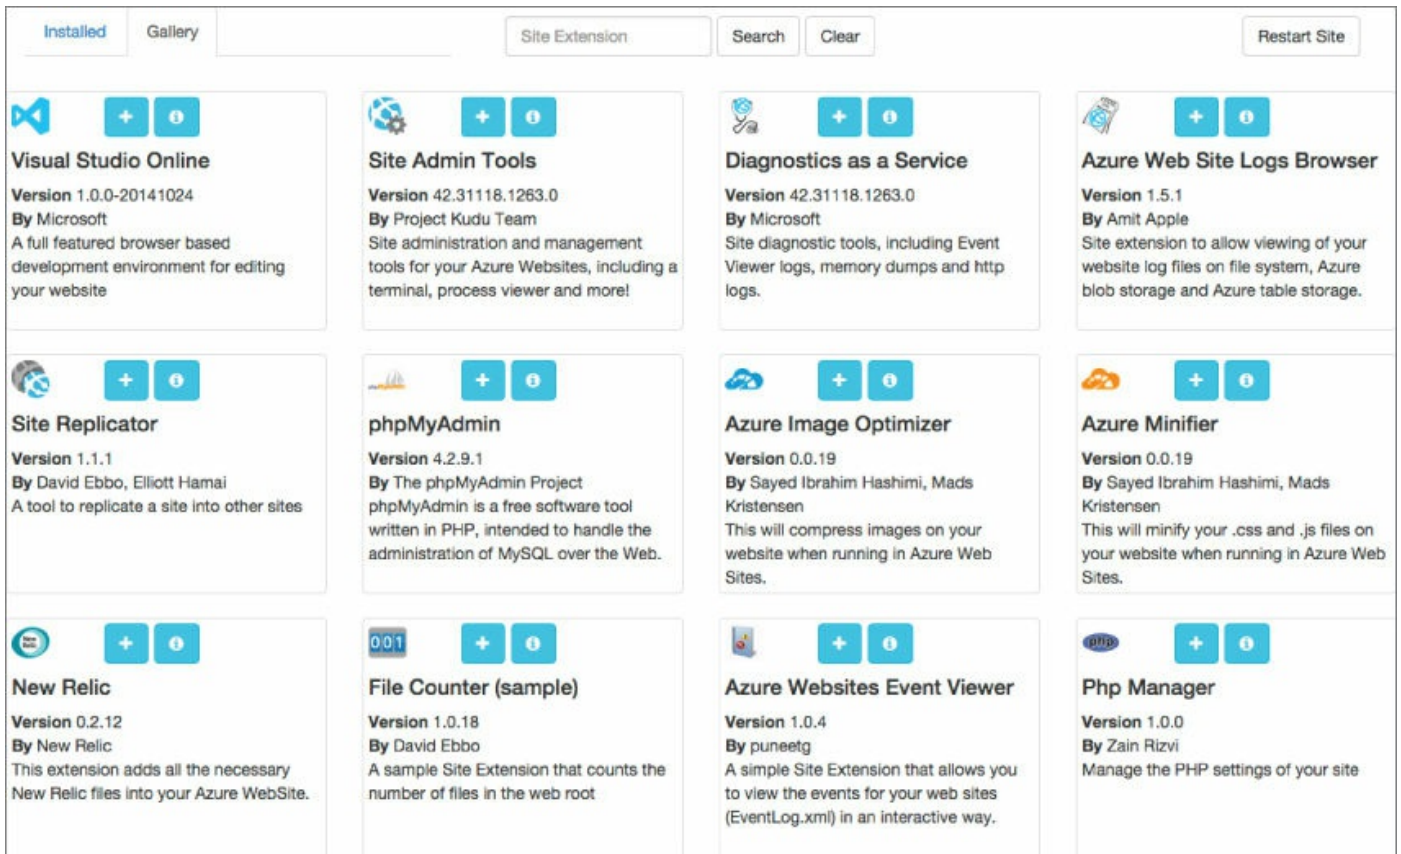 Installed
Gallery
Site Extension
Search
Clear
Restart Site
Visual Studio Online
Version 1.0.0-20141024
By Microsoft
A full featured browser based
development environment for editing
your website
Site Admin Tools
Version 42.31118.1263.0
By Project Kudu Team
Site administration and management
tools for your Azure Websites, including a
terminal, process viewer and more!
Diagnostics as a Service
Version 42.31118.1263.0
By Microsoft
Site diagnostic tools, including Event
Viewer logs, memory dumps and http
logs.
Azure Web Site Logs Browser
Version 1.5.1
By Amit Apple
Site extension to allow viewing of your
website log files on file system, Azure
blob storage and Azure table storage.
Site Replicator
Version 1.1.1
By David Ebbo, Elliott Hamai
A tool to replicate a site into other sites
phpMyAdmin
Version 4.2.9.1
By The phpMyAdmin Project
phpMyAdmin is a free software tool
written in PHP, intended to handle the
administration of MySQL over the Web.
Azure Image Optimizer
Version 0.0.19
By Sayed Ibrahim Hashimi, Mads
Kristensen
This will compress images on your
website when running in Azure Web
Sites.
Azure Minifier
Version 0.0.19
By Sayed Ibrahim Hashimi, Mads
Kristensen
This will minify your .css and .js files on
your website when running in Azure Web
Sites.
New
Relic
New Relic
Version 0.2.12
By New Relic
This extension adds all the necessary
New Relic files into your Azure WebSite.
001
File Counter (sample)
Version 1.0.18
By David Ebbo
A sample Site Extension that counts the
number of files in the web root
Azure Websites Event Viewer
Version 1.0.4
By puneetg
A simple Site Extension that allows you
to view the events for your web sites
(EventLog.xml) in an interactive way.
php
Php Manager
Version 1.0.0
By Zain Rizvi
Manage the PHP settings of your site